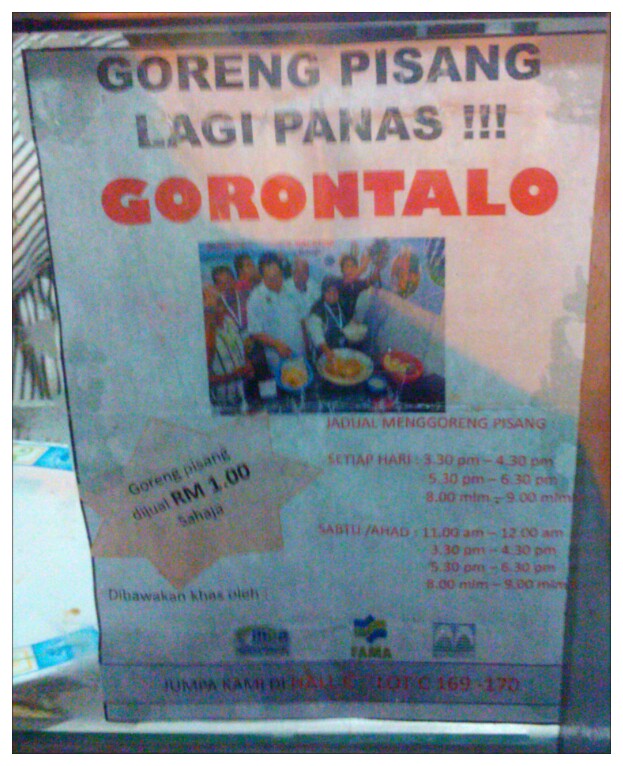 GORENG PISANG
LAGI PANAS !!!
GORONTALO
JADUAL MENGGORENG PISANG :
SETIAP HARI : 3.30 pm – 4.30 pm
5.30 pm – 6.30 pm
8.00 mlm – 9.00 mlm
Goreng pisang
dijual RM 1.00
Sahaja
SABTU /AHAD : 11.00 am – 12.00 am
3.30 pm – 4.30 pm
5.30 pm – 6.30 pm
8.00 mlm – 9.00 mlm
Dibawakan khas oleh :
FAMA
JUMPA KAMI DI HALL C LOT C 169 -170